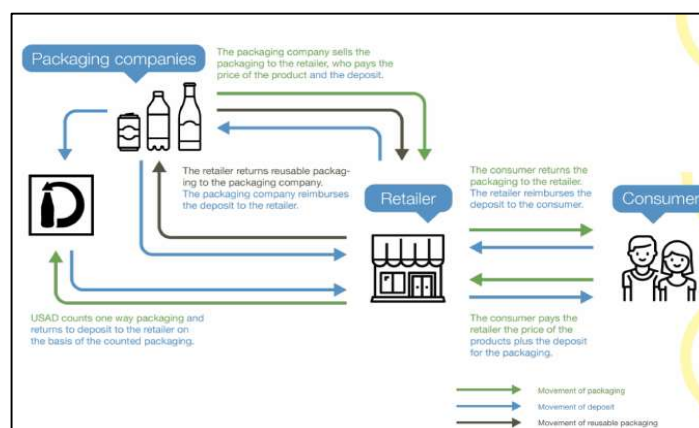 Packaging companies
The packaging company sells the
packaging to the retailer, who pays the
price of the product and the deposit.
The retailer returns reusable packag-
ing to the packaging company.
The packaging company reimburses
the deposit to the retailer.
Retailer
The consumer returns the
packaging to the retailer.
The retailer reimburses the
deposit to the consumer.
Consumer
USAD counts one way packaging and
returns to deposit to the retailer on
the basis of the counted packaging.
The consumer pays the
retailer the price of the
products plus the deposit
for the packaging.
Movement of packaging
Movement of deposit
Movement of reusable packaging